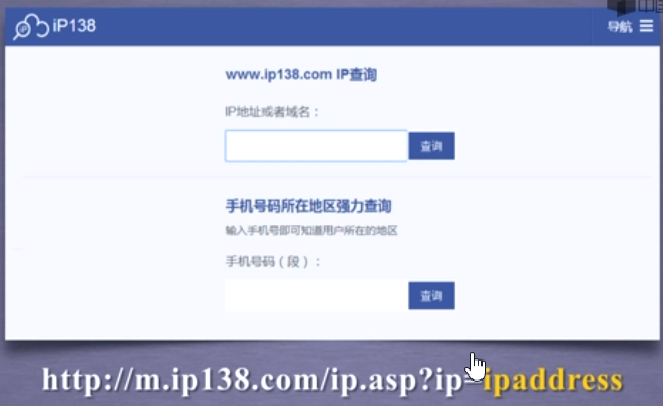 iP138
导航
www.ip138.com IP查询
IP地址或者域名：
查询
手机号码所在地区强力查询
输入手机号即可知道用户所在的地区
手机号码（段）：
查询
http://m.ip138.com/ip.asp?ip=ipaddress